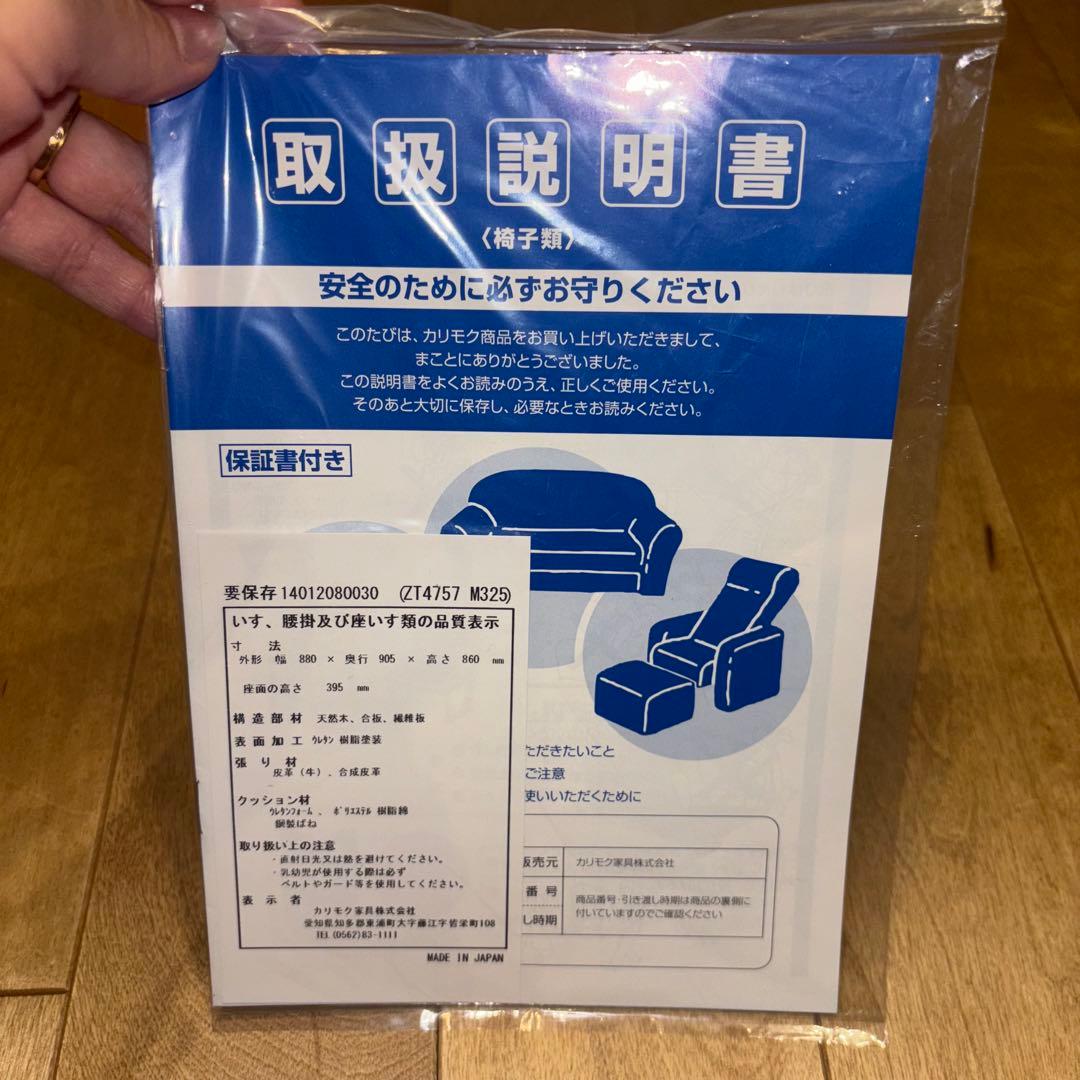 取扱説明書
〈椅子類〉
安全のために必ずお守りください
このたびは、カリモク商品をお買い上げいただきまして、
まことにありがとうございました。
この説明書をよくお読みのうえ、正しくご使用ください。
そのあと大切に保存し、必要なときお読みください。
保証書付き
要保存14012080030 (ZT4757 M325)
いす、腰掛及び座いす類の品質表示
寸 法
外形 幅 880 × 奥行 905 × 高さ 860 mm
座面の高さ 395 mm
構造部材 天然木、合板、繊維板
表面加工 ウレタン樹脂塗装
張り材
皮革(牛)、合成皮革
クッション材
ウレタンフォーム、ポリエステル樹脂綿
鋼製ばね
取り扱い上の注意
・直射日光又は熱を避けてください。
・乳幼児が使用する際は必ず
ベルトやガード等を使用してください。
表示者
カリモク家具株式会社
愛知県知多郡東浦町大字藤江字皆栄町108
TEL(0562)83-1111
MADE IN JAPAN
ただきたいこと
ご注意
使いいただくために
販売元 カリモク家具株式会社
番号 商品番号・引き渡し時期は商品の裏側に
付いていますのでご確認ください
し時期